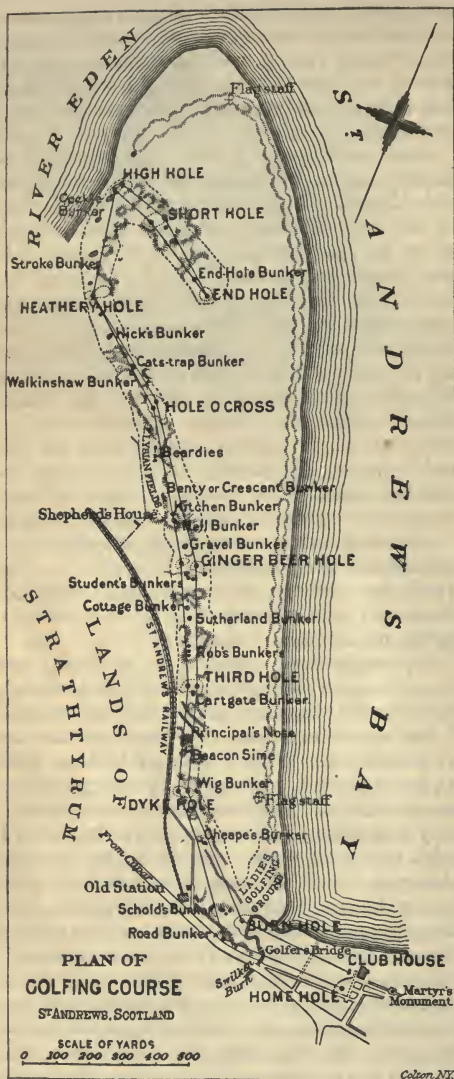 RIVER EDEN
Flagstaff
St ANDREWS BAY
HIGH HOLE
Cockle
Bunker
SHORT HOLE
Stroke Bunker
End-Hole Bunker
END HOLE
HEATHERY HOLE
Nick's Bunker
Cats-trap Bunker
Walkinshaw Bunker
HOLE O CROSS
ELYSIAN FIELDS
Beardies
Benty or Crescent Bunker
Kitchen Bunker
Shepherd's House
Hell Bunker
Gravel Bunker
GINGER BEER HOLE
Student's Bunkers
Cottage Bunker
Sutherland Bunker
LANDS OF
STRATHTYRUM
ST ANDREWS RAILWAY
Rob's Bunkers
THIRD HOLE
Cartgate Bunker
Principal's Nose
Deacon Sime
Wig Bunker
DYKE HOLE
Flagstaff
Cheape's Bunker
From Cupar
LADIES
GOLFING
GROUND
Old Station
Schold's Bunker
BURN HOLE
Road Bunker
Golfers Bridge
CLUB HOUSE
Swilken
Burn
HOME HOLE
Martyr's
Monument
PLAN OF
GOLFING COURSE
ST ANDREWS, SCOTLAND
SCALE OF YARDS
0 100 200 300 400 500
Colton NY.